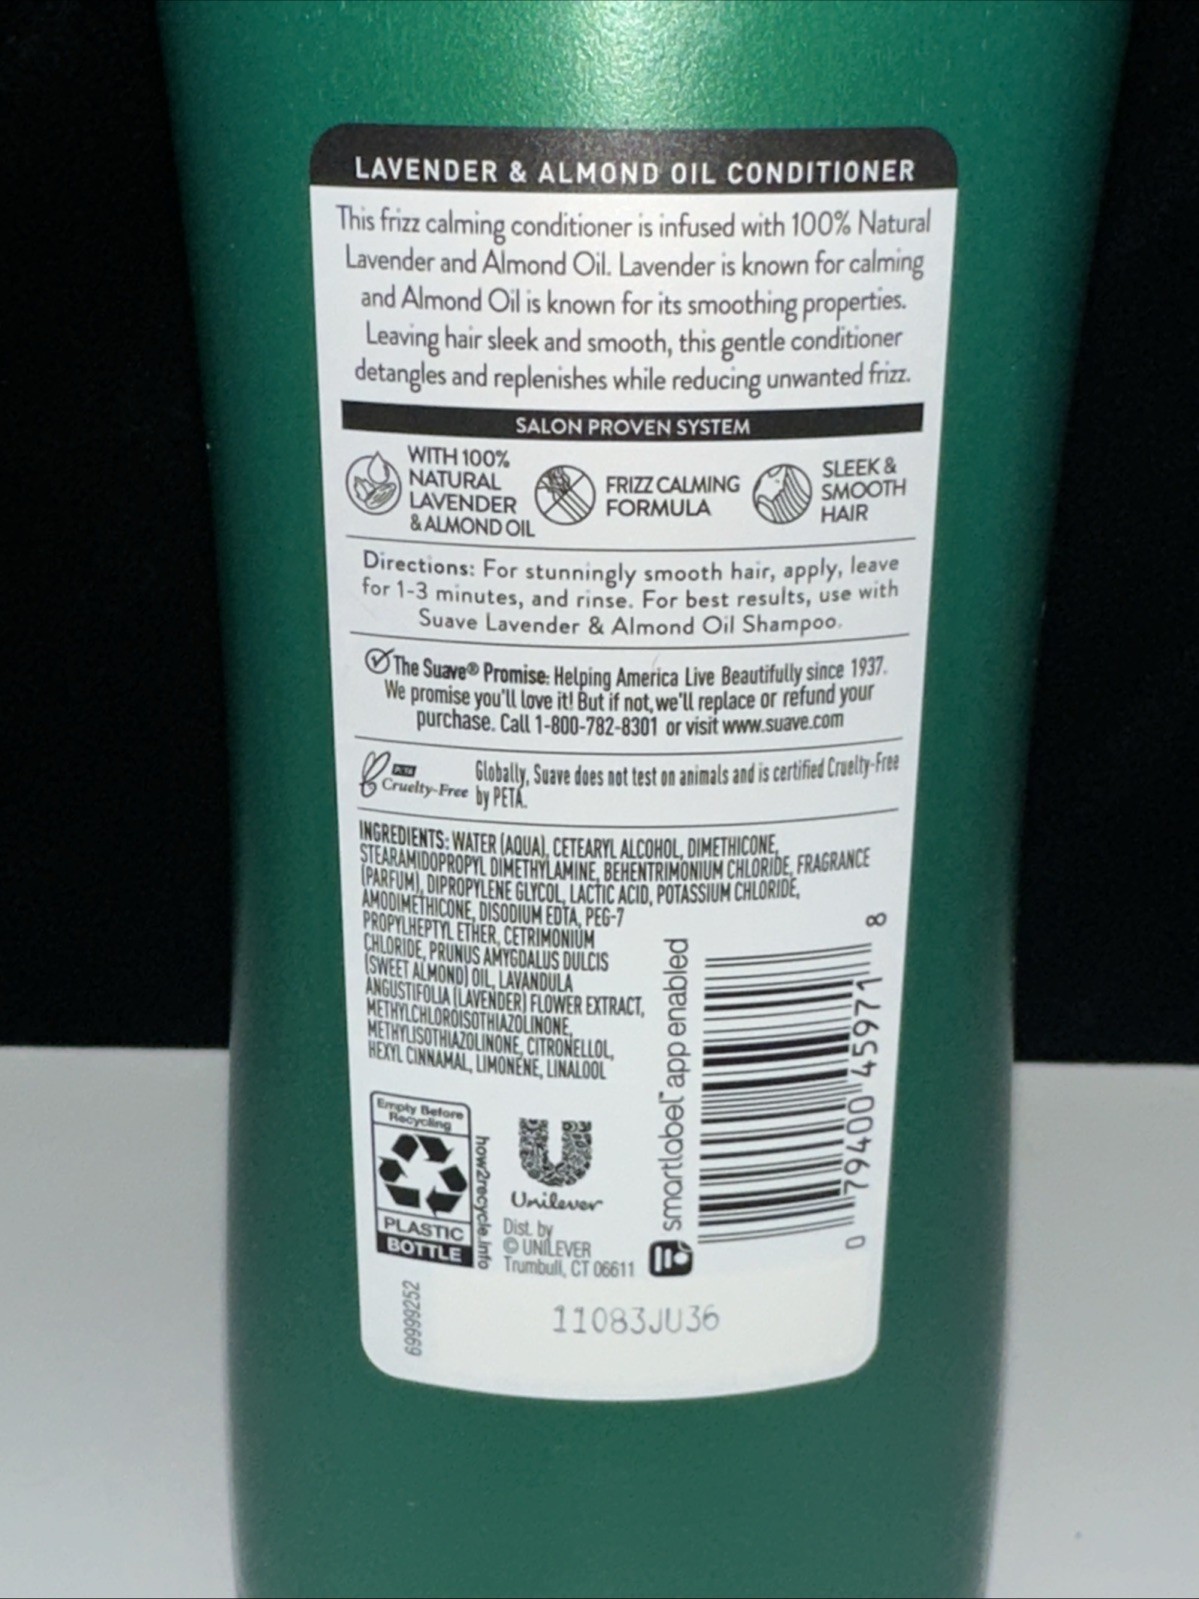 LAVENDER & ALMOND OIL CONDITIONER
This frizz calming conditioner is infused with 100% Natural
Lavender and Almond Oil. Lavender is known for calming
and Almond Oil is known for its smoothing properties.
Leaving hair sleek and smooth, this gentle conditioner
detangles and replenishes while reducing unwanted frizz.
SALON PROVEN SYSTEM
WITH 100%
NATURAL
LAVENDER
& ALMOND OIL
FRIZZ CALMING
FORMULA
SLEEK &
SMOOTH
HAIR
Directions: For stunningly smooth hair, apply, leave
for 1-3 minutes, and rinse. For best results, use with
Suave Lavender & Almond Oil Shampoo.
The Suave® Promise: Helping America Live Beautifully since 1937.
We promise you'll love it! But if not, we'll replace or refund your
purchase. Call 1-800-782-8301 or visit www.suave.com
PETA
Cruelty-Free
Globally, Suave does not test on animals and is certified Cruelty-Free
by PETA.
INGREDIENTS: WATER (AQUA), CETEARYL ALCOHOL, DIMETHICONE,
STEARAMIDOPROPYL DIMETHYLAMINE, BEHENTRIMONIUM CHLORIDE, FRAGRANCE
(PARFUM), DIPROPYLENE GLYCOL, LACTIC ACID, POTASSIUM CHLORIDE,
AMODIMETHICONE, DISODIUM EDTA, PEG-7
PROPYLHEPTYL ETHER, CETRIMONIUM
CHLORIDE, PRUNUS AMYGDALUS DULCIS
(SWEET ALMOND) OIL, LAVANDULA
ANGUSTIFOLIA (LAVENDER) FLOWER EXTRACT,
METHYLCHLOROISOTHIAZOLINONE,
METHYLISOTHIAZOLINONE, CITRONELLOL,
HEXYL CINNAMAL, LIMONENE, LINALOOL
smartlabel™ app enabled
0 79400 45971 8
Empty Before
Recycling
PLASTIC
BOTTLE
how2recycle.info
Unilever
Dist. by
© UNILEVER
Trumbull, CT 06611
69999252
11083JU36